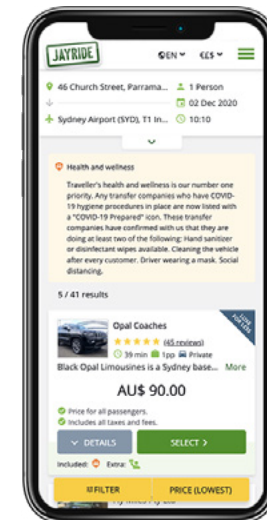 JAYRIDE
EN
€£$
46 Church Street, Parrama...
1 Person
02 Dec 2020
Sydney Airport (SYD), T1 In...
10:10
Health and wellness
Traveller's health and wellness is our number one
priority. Any transfer companies who have COVID-
19 hygiene procedures in place are now listed with
a "COVID-19 Prepared" icon. These transfer
companies have confirmed with us that they are
doing at least two of the following: Hand sanitizer
or disinfectant wipes available. Cleaning the vehicle
after every customer. Driver wearing a mask. Social
distancing.
5 / 41 results
LUXE
FOR LESS
Opal Coaches
(45 reviews)
39 min 1pp Private
Black Opal Limousines is a Sydney base... More
AU$ 90.00
Price for all passengers.
Includes all taxes and fees.
DETAILS
SELECT >
Included: Extra:
FILTER
PRICE (LOWEST)